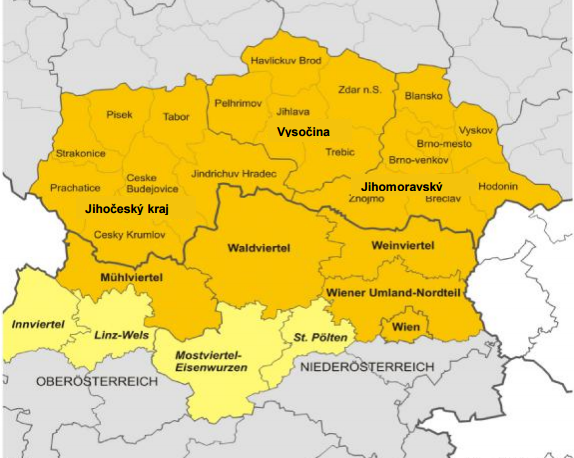 Havlickuv Brod
Zdar n.S.
Pelhrimov
Blansko
Pisek
Tabor
Jihlava
Vysočina
Vyskov
Brno-mesto
Strakonice
Trebic
Brno-venkov
Jindrichuv Hradec
Ceske
Budejovice
Prachatice
Jihomoravský
Hodonin
Znojmo
Breclav
Jihočeský kraj
Cesky Krumlov
Waldviertel
Weinviertel
Mühlviertel
Wiener Umland-Nordteil
Innviertel
Linz-Wels
St. Pölten
Wien
Mostviertel-
Eisenwurzen
NIEDERÖSTERREICH
OBERÖSTERREICH